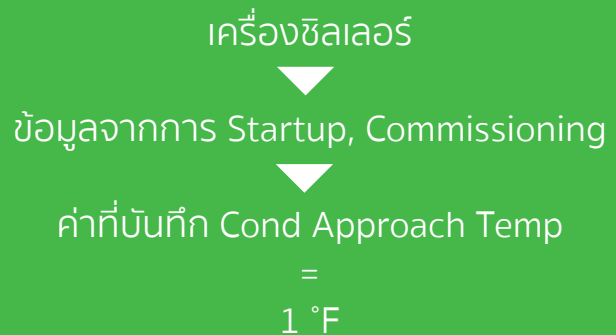 เครื่องชิลเลอร์
ข้อมูลจากการ Startup, Commissioning
ค่าที่บันทึก Cond Approach Temp
=
1 °F